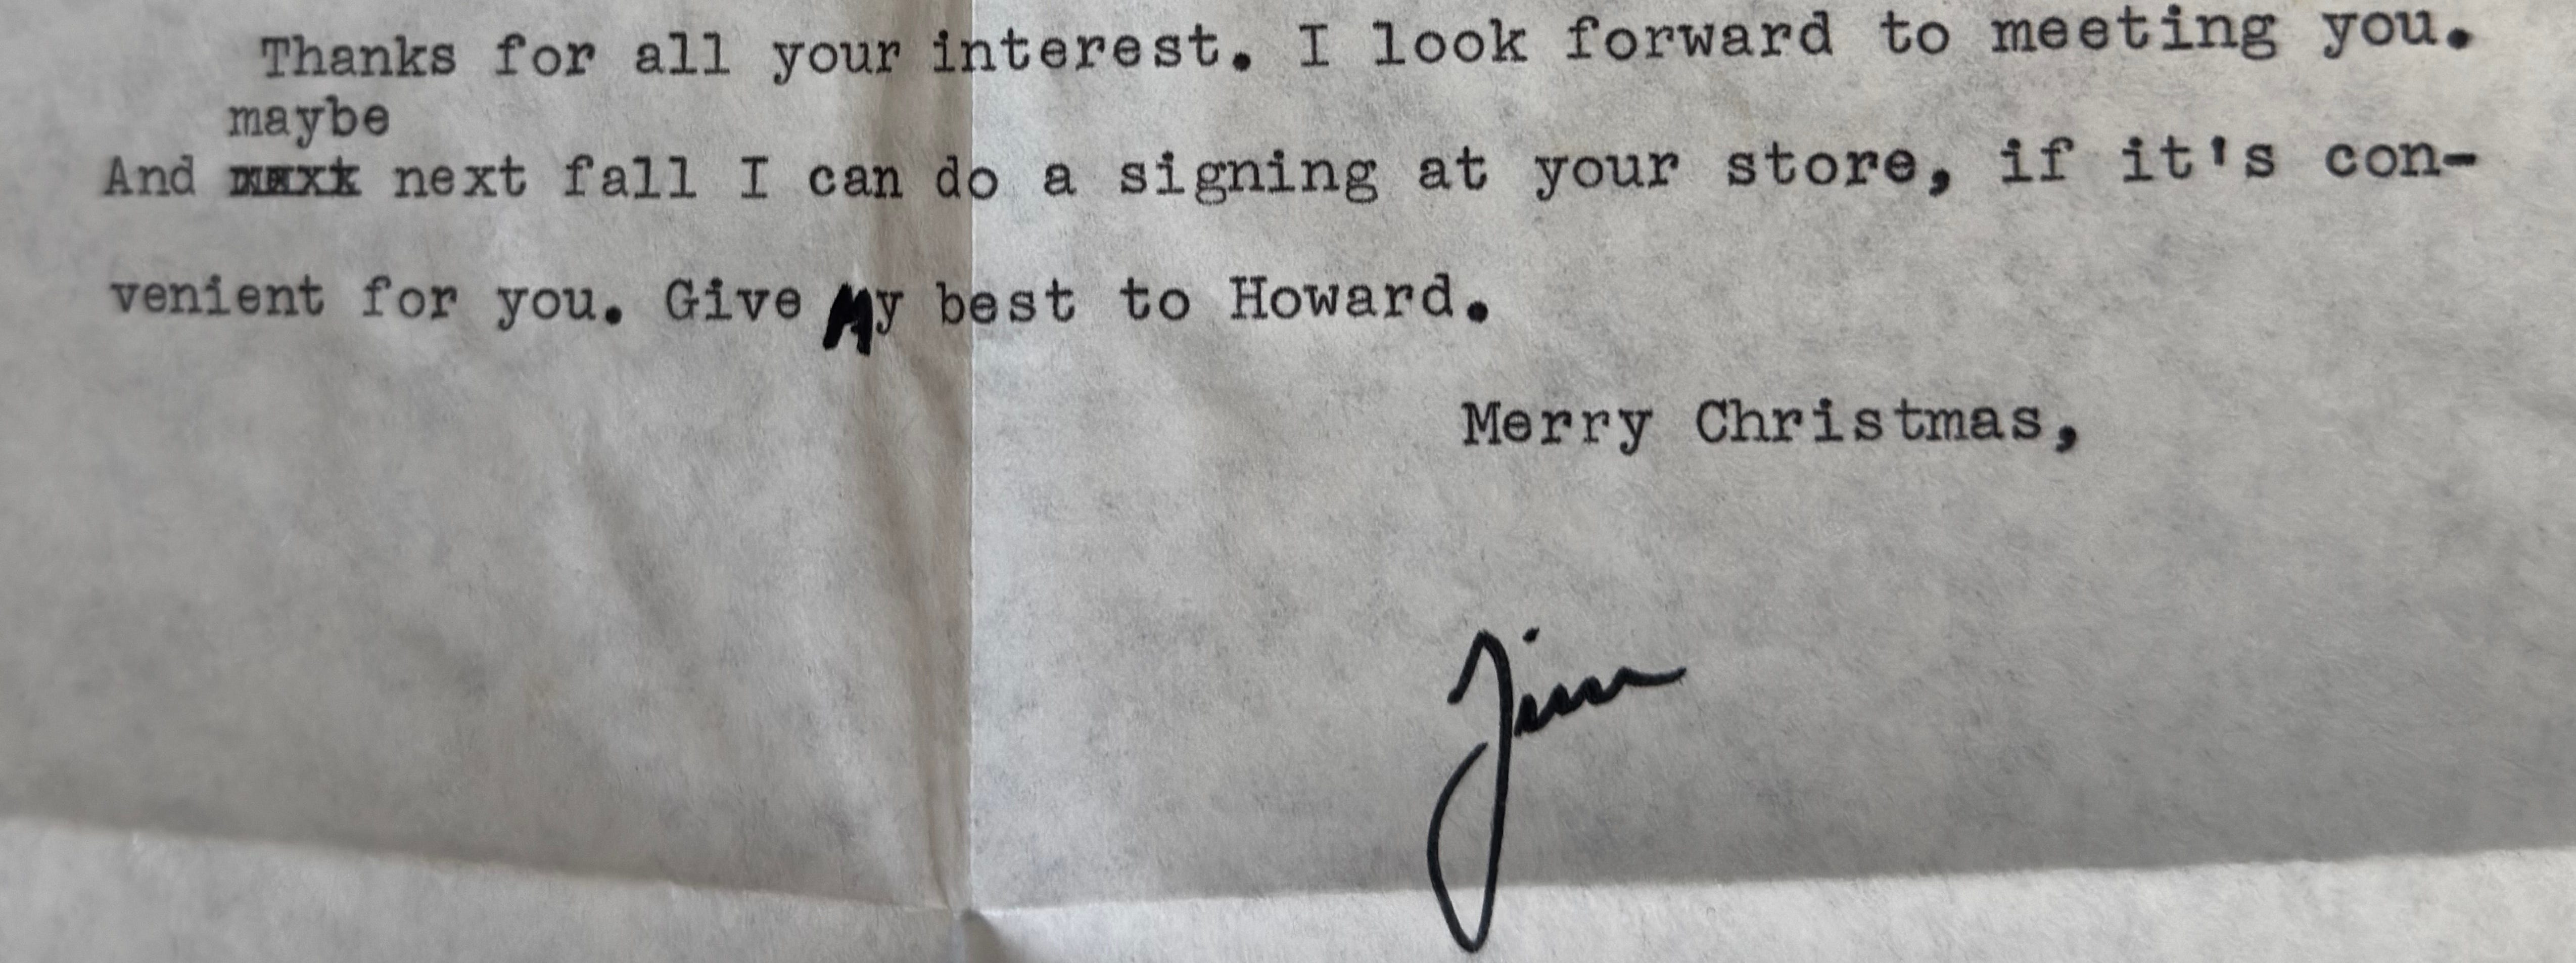 Thanks for all your interest. I look forward to meeting you.
maybe
And next fall I can do a signing at your store, if it's con-
venient for you. Give My best to Howard.
Merry Christmas,
Jim